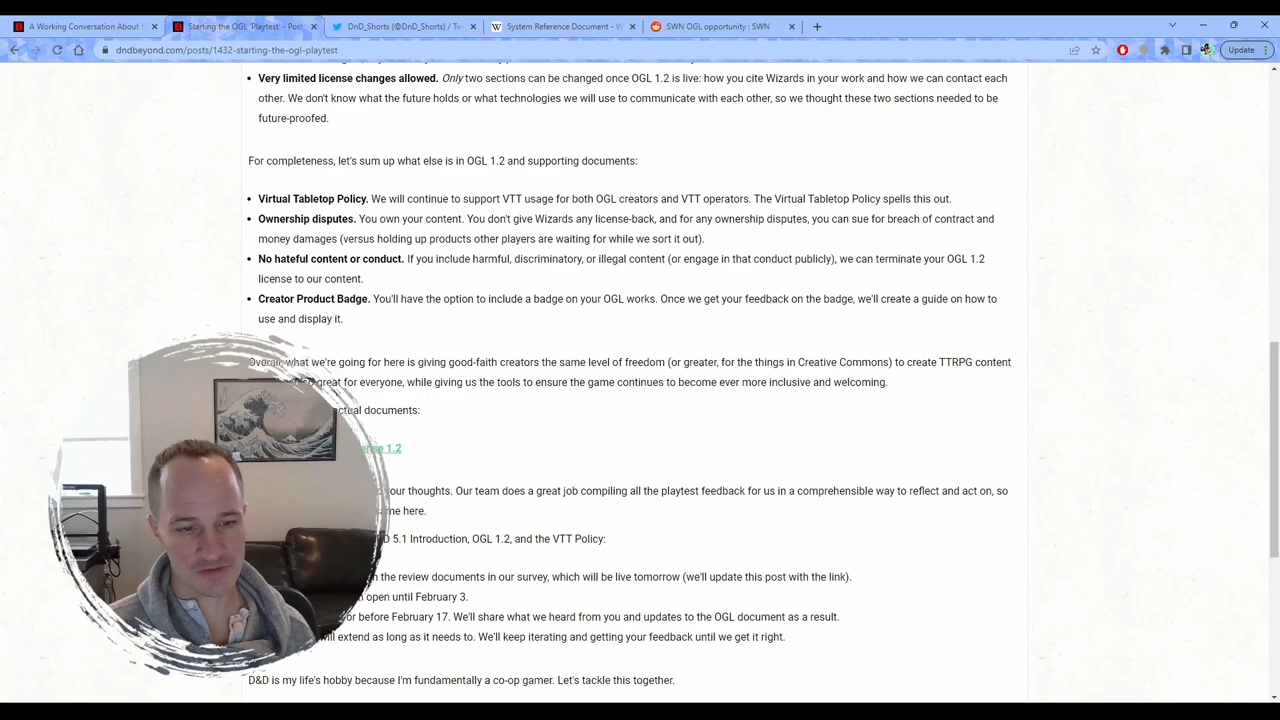 A Working Conversation About t
Starting the OGL 'Playtest' - Post
DnD_Shorts (@DnD_Shorts) / Tw
System Reference Document - W
SWN OGL opportunity : SWN
dndbeyond.com/posts/1432-starting-the-ogl-playtest
Update
Very limited license changes allowed. Only two sections can be changed once OGL 1.2 is live: how you cite Wizards in your work and how we can contact each
other. We don't know what the future holds or what technologies we will use to communicate with each other, so we thought these two sections needed to be
future-proofed.
For completeness, let's sum up what else is in OGL 1.2 and supporting documents:
Virtual Tabletop Policy. We will continue to support VTT usage for both OGL creators and VTT operators. The Virtual Tabletop Policy spells this out.
Ownership disputes. You own your content. You don't give Wizards any license-back, and for any ownership disputes, you can sue for breach of contract and
money damages (versus holding up products other players are waiting for while we sort it out).
No hateful content or conduct. If you include harmful, discriminatory, or illegal content (or engage in that conduct publicly), we can terminate your OGL 1.2
license to our content.
Creator Product Badge. You'll have the option to include a badge on your OGL works. Once we get your feedback on the badge, we'll create a guide on how to
use and display it.
Overall, what we're going for here is giving good-faith creators the same level of freedom (or greater, for the things in Creative Commons) to create TTRPG content
great for everyone, while giving us the tools to ensure the game continues to become ever more inclusive and welcoming.
actual documents:
1.2
your thoughts. Our team does a great job compiling all the playtest feedback for us in a comprehensible way to reflect and act on, so
me here.
D 5.1 Introduction, OGL 1.2, and the VTT Policy:
the review documents in our survey, which will be live tomorrow (we'll update this post with the link).
open until February 3.
or before February 17. We'll share what we heard from you and updates to the OGL document as a result.
will extend as long as it needs to. We'll keep iterating and getting your feedback until we get it right.
D&D is my life's hobby because I'm fundamentally a co-op gamer. Let's tackle this together.